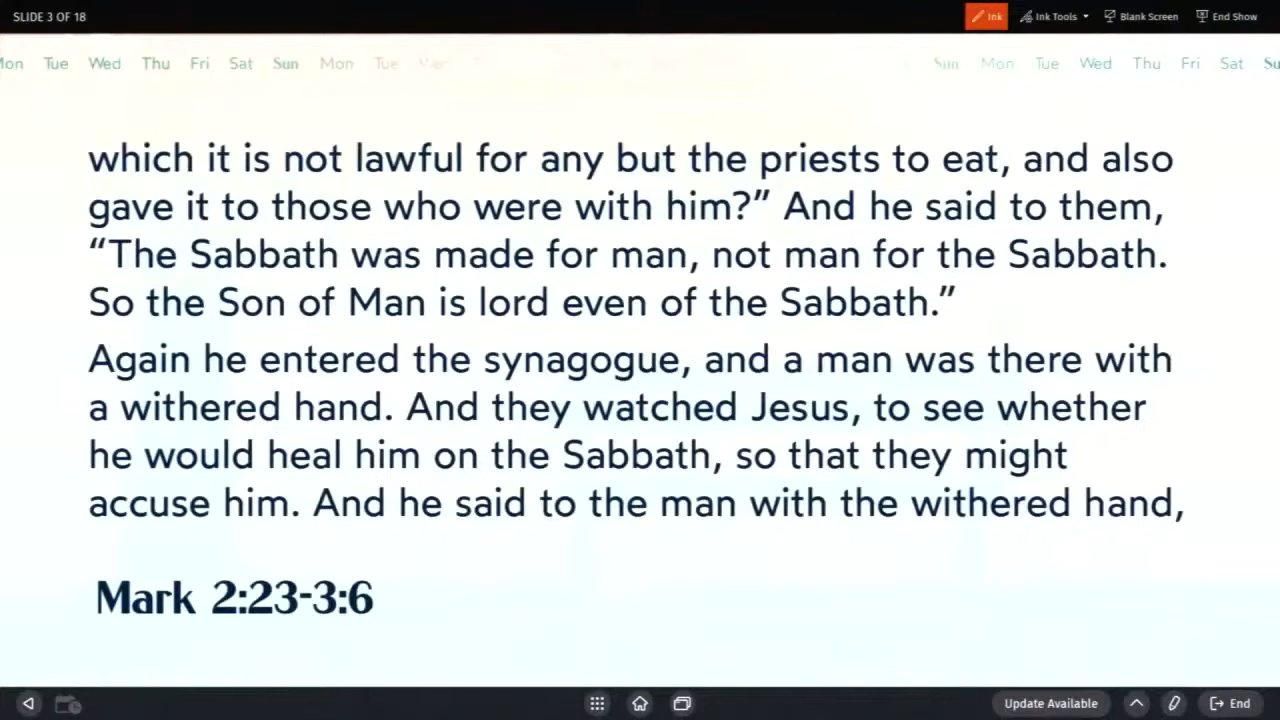 SLIDE 3 OF 18
Ink
Ink Tools
Blank Screen
End Show
Mon Tue Wed Thu Fri Sat Sun Mon Tue Wed Sun Mon Tue Wed Thu Fri Sat Su
which it is not lawful for any but the priests to eat, and also
gave it to those who were with him?” And he said to them,
“The Sabbath was made for man, not man for the Sabbath.
So the Son of Man is lord even of the Sabbath.”
Again he entered the synagogue, and a man was there with
a withered hand. And they watched Jesus, to see whether
he would heal him on the Sabbath, so that they might
accuse him. And he said to the man with the withered hand,
Mark 2:23-3:6
Update Available
End